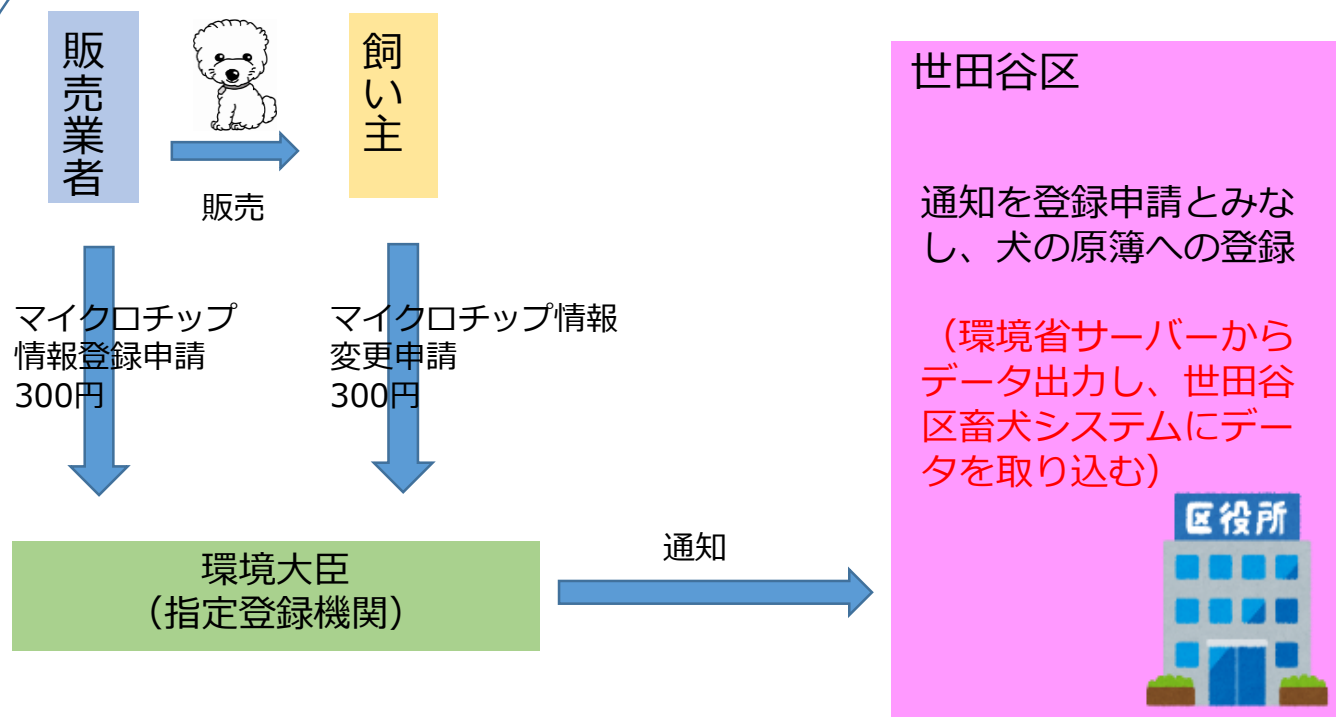 販売業者
飼い主
販売
マイクロチップ
情報登録申請
300円
マイクロチップ情報
変更申請
300円
環境大臣
（指定登録機関）
通知
世田谷区
通知を登録申請とみな
し、犬の原簿への登録
（環境省サーバーから
データ出力し、世田谷
区畜犬システムにデー
タを取り込む）
区役所